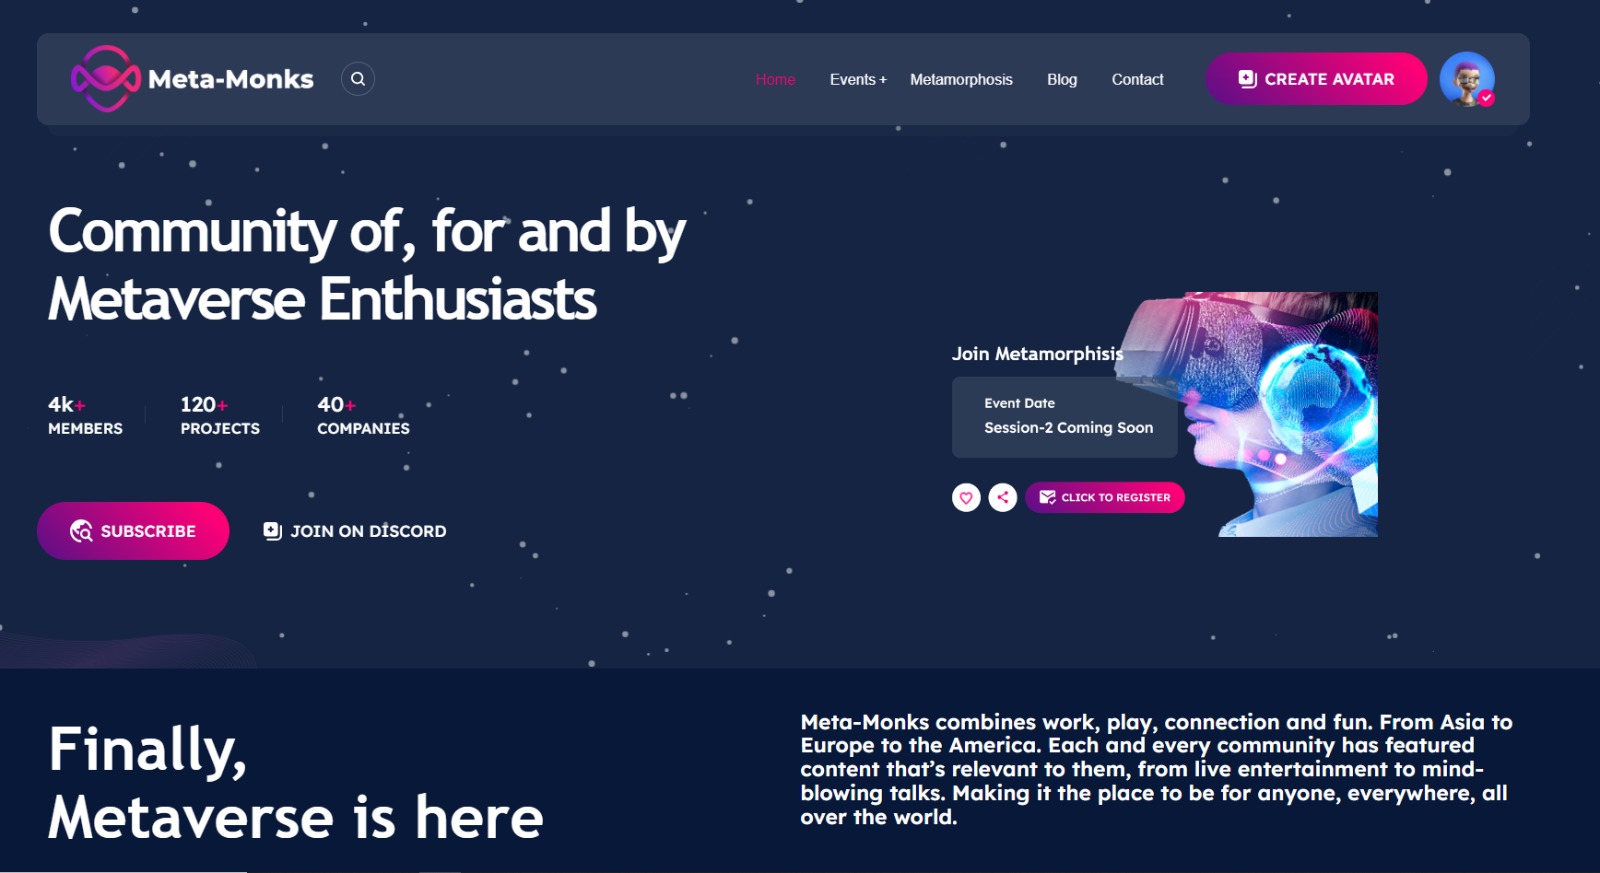 Meta-Monks
Home
Events +
Metamorphosis
Blog
Contact
CREATE AVATAR
Community of, for and by
Metaverse Enthusiasts
4k+
MEMBERS
120+
PROJECTS
40+
COMPANIES
SUBSCRIBE
JOIN ON DISCORD
Join Metamorphisis
Event Date
Session-2 Coming Soon
CLICK TO REGISTER
Finally,
Metaverse is here
Meta-Monks combines work, play, connection and fun. From Asia to
Europe to the America. Each and every community has featured
content that’s relevant to them, from live entertainment to mind-
blowing talks. Making it the place to be for anyone, everywhere, all
over the world.